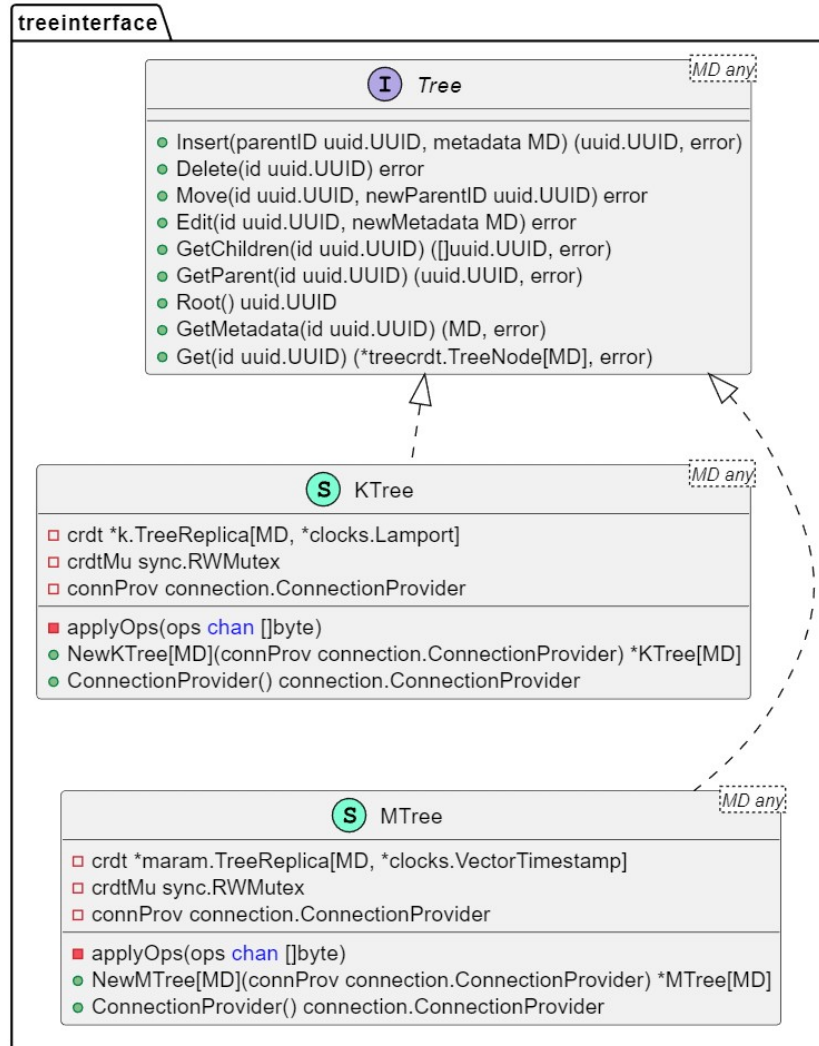 treeinterface
MD any
I Tree
Insert(parentID uuid.UUID, metadata MD) (uuid.UUID, error)
Delete(id uuid.UUID) error
Move(id uuid.UUID, newParentID uuid.UUID) error
Edit(id uuid.UUID, newMetadata MD) error
GetChildren(id uuid.UUID) ([]uuid.UUID, error)
GetParent(id uuid.UUID) (uuid.UUID, error)
Root() uuid.UUID
GetMetadata(id uuid.UUID) (MD, error)
Get(id uuid.UUID) (*treecrdt.TreeNode[MD], error)
MD any
S KTree
crdt *k.TreeReplica[MD, *clocks.Lamport]
crdtMu sync.RWMutex
connProv connection.ConnectionProvider
applyOps(ops chan []byte)
NewKTree[MD](connProv connection.ConnectionProvider) *KTree[MD]
ConnectionProvider() connection.ConnectionProvider
MD any
S MTree
crdt *maram.TreeReplica[MD, *clocks.VectorTimestamp]
crdtMu sync.RWMutex
connProv connection.ConnectionProvider
applyOps(ops chan []byte)
NewMTree[MD](connProv connection.ConnectionProvider) *MTree[MD]
ConnectionProvider() connection.ConnectionProvider